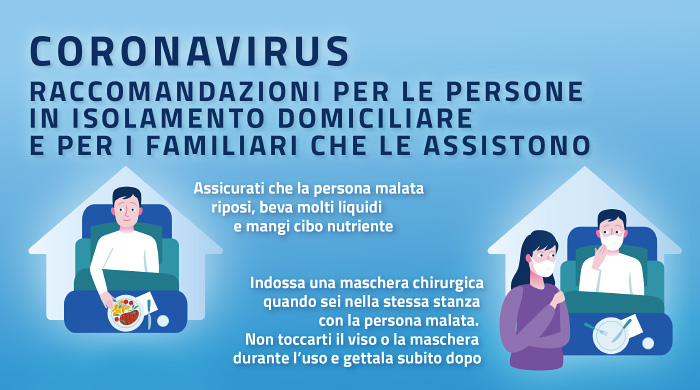 CORONAVIRUS
RACCOMANDAZIONI PER LE PERSONE
IN ISOLAMENTO DOMICILIARE
E PER I FAMILIARI CHE LE ASSISTONO
Assicurati che la persona malata
riposi, beva molti liquidi
e mangi cibo nutriente
Indossa una maschera chirurgica
quando sei nella stessa stanza
con la persona malata.
Non toccarti il viso o la maschera
durante l'uso e gettala subito dopo